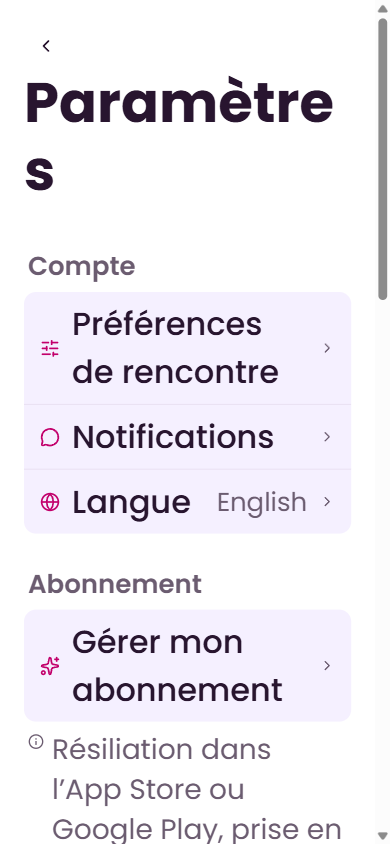 Paramètre
s
Compte
Préférences
de rencontre
Notifications
Langue English
Abonnement
Gérer mon
abonnement
Résiliation dans
l’App Store ou
Google Play, prise en